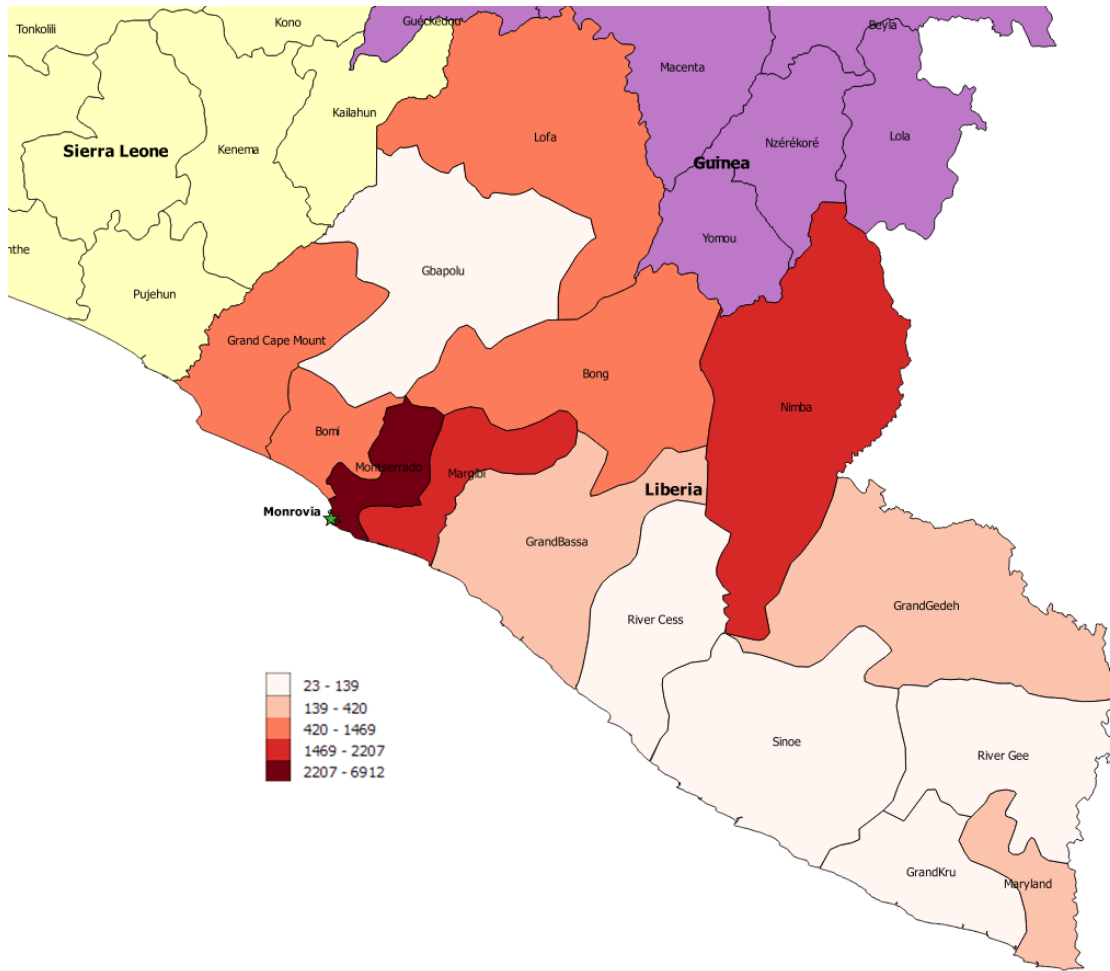 Tonkolili
Kono
Guéckédou
Beyla
Macenta
Kailahun
Lofa
Nzérékoré
Lola
Kenema
Sierra Leone
Guinea
Yomou
nthe
Gbapolu
Pujehun
Grand Cape Mount
Bong
Nimba
Bomi
Montserrado
Margibi
Liberia
Monrovia
GrandBassa
GrandGedeh
River Cess
23 - 139
139 - 420
420 - 1469
1469 - 2207
2207 - 6912
Sinoe
River Gee
GrandKru
Maryland